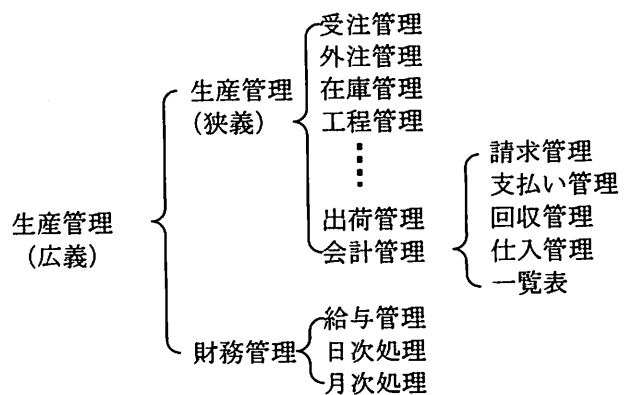 受注管理
外注管理
生産管理
(狭義)
在庫管理
工程管理
請求管理
支払い管理
生産管理
(広義)
出荷管理
回収管理
会計管理
仕入管理
一覧表
給与管理
財務管理
日次処理
月次処理